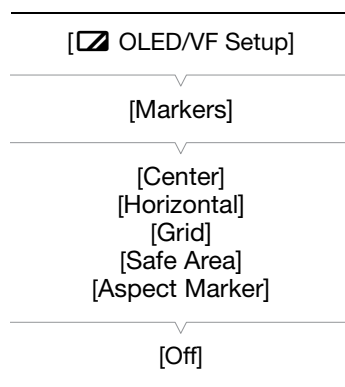 [ OLED/VF Setup]
[Markers]
[Center]
[Horizontal]
[Grid]
[Safe Area]
[Aspect Marker]
[Off]